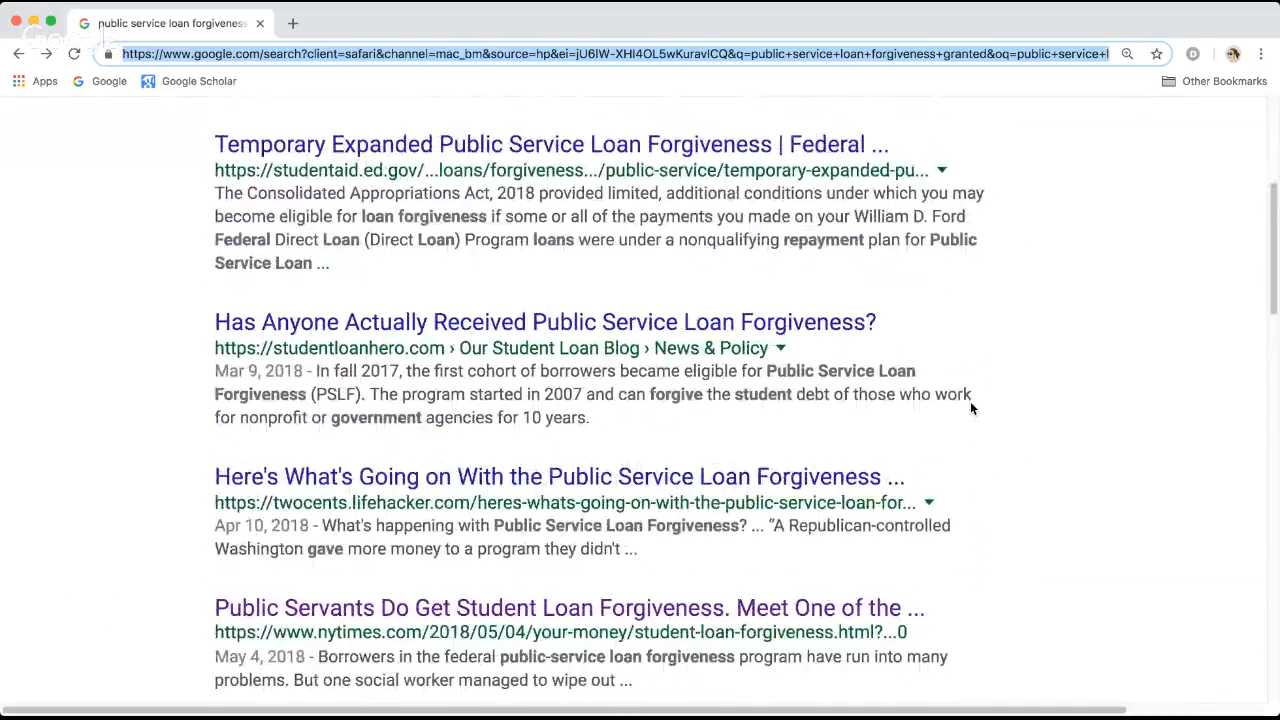 public service loan forgiveness
Google
https://www.google.com/search?client=safari&channel=mac_bm&source=hp&ei=jU6IW-XHI4OL5wKuravICQ&q=public+service+loan+forgiveness+granted&oq=public+service+l
D
Apps
Google
Google Scholar
Other Bookmarks
Temporary Expanded Public Service Loan Forgiveness | Federal ...
https://studentaid.ed.gov/...loans/forgiveness.../public-service/temporary-expanded-pu...
The Consolidated Appropriations Act, 2018 provided limited, additional conditions under which you may
become eligible for loan forgiveness if some or all of the payments you made on your William D. Ford
Federal Direct Loan (Direct Loan) Program loans were under a nonqualifying repayment plan for Public
Service Loan ...
Has Anyone Actually Received Public Service Loan Forgiveness?
https://studentloanhero.com › Our Student Loan Blog › News & Policy
Mar 9, 2018 - In fall 2017, the first cohort of borrowers became eligible for Public Service Loan
Forgiveness (PSLF). The program started in 2007 and can forgive the student debt of those who work
for nonprofit or government agencies for 10 years.
Here's What's Going on With the Public Service Loan Forgiveness ...
https://twocents.lifehacker.com/heres-whats-going-on-with-the-public-service-loan-for...
Apr 10, 2018 - What's happening with Public Service Loan Forgiveness? ... “A Republican-controlled
Washington gave more money to a program they didn't ...
Public Servants Do Get Student Loan Forgiveness. Meet One of the ...
https://www.nytimes.com/2018/05/04/your-money/student-loan-forgiveness.html?...0
May 4, 2018 - Borrowers in the federal public-service loan forgiveness program have run into many
problems. But one social worker managed to wipe out ...